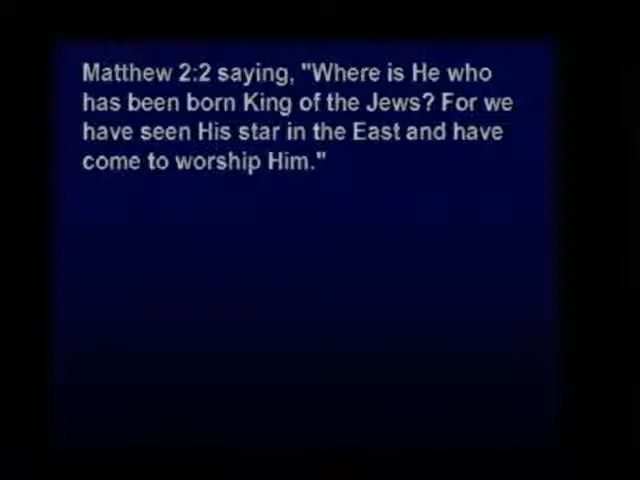 Matthew 2:2 saying, "Where is He who
has been born King of the Jews? For we
have seen His star in the East and have
come to worship Him."